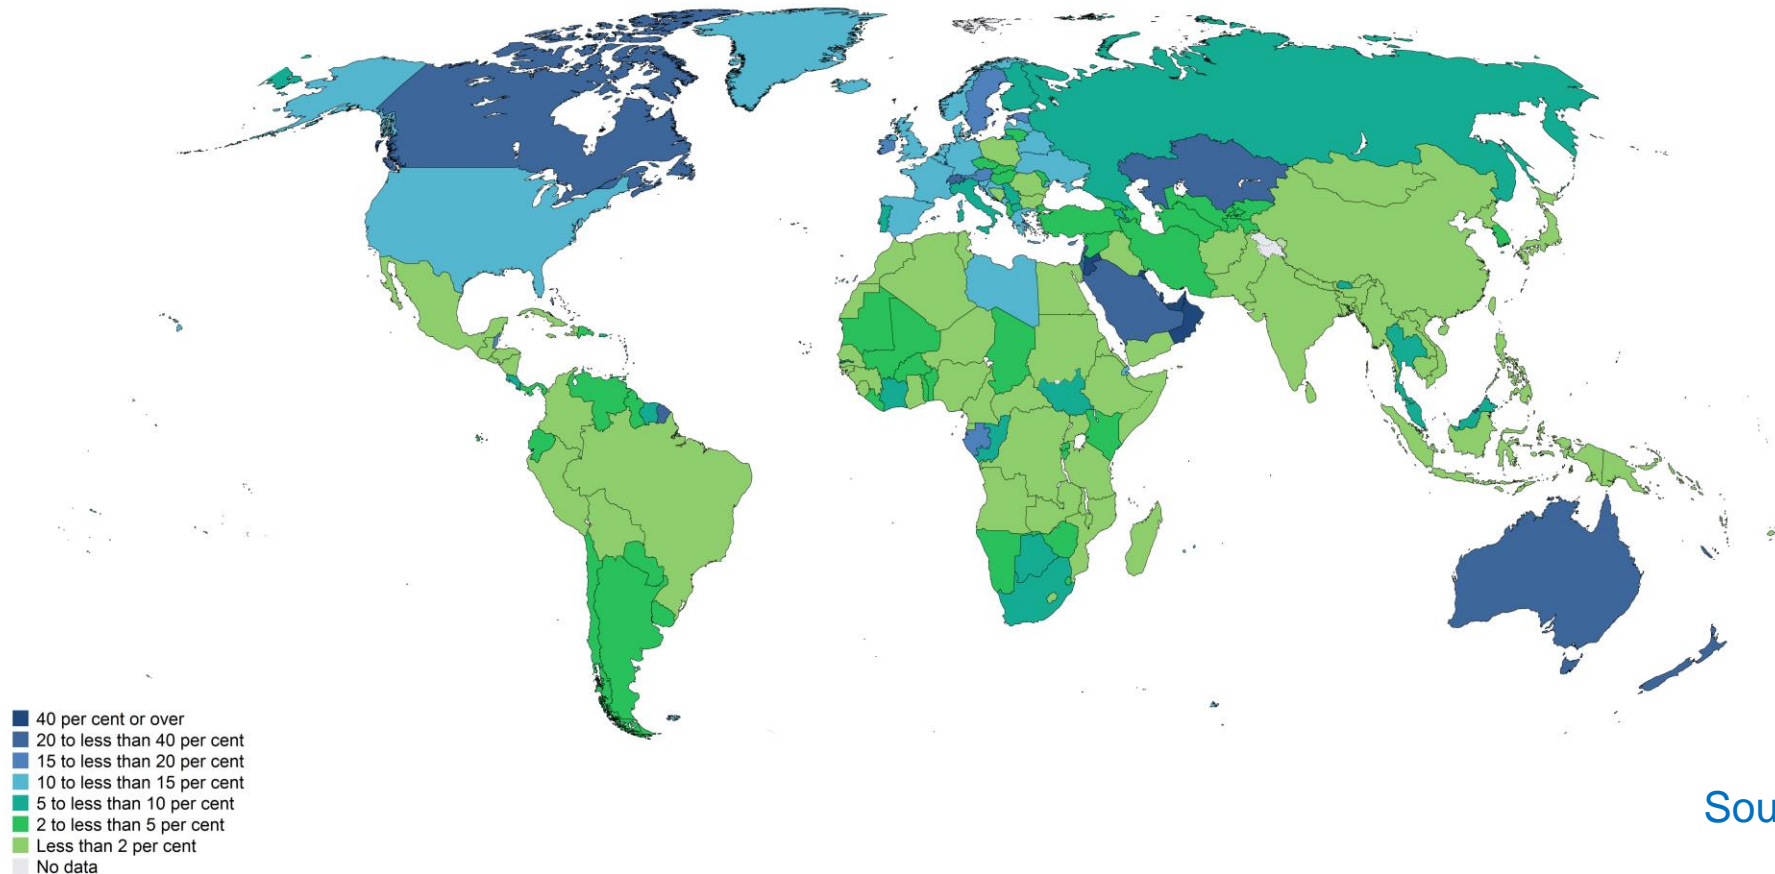 40 per cent or over
20 to less than 40 per cent
15 to less than 20 per cent
10 to less than 15 per cent
5 to less than 10 per cent
2 to less than 5 per cent
Less than 2 per cent
No data
Sou